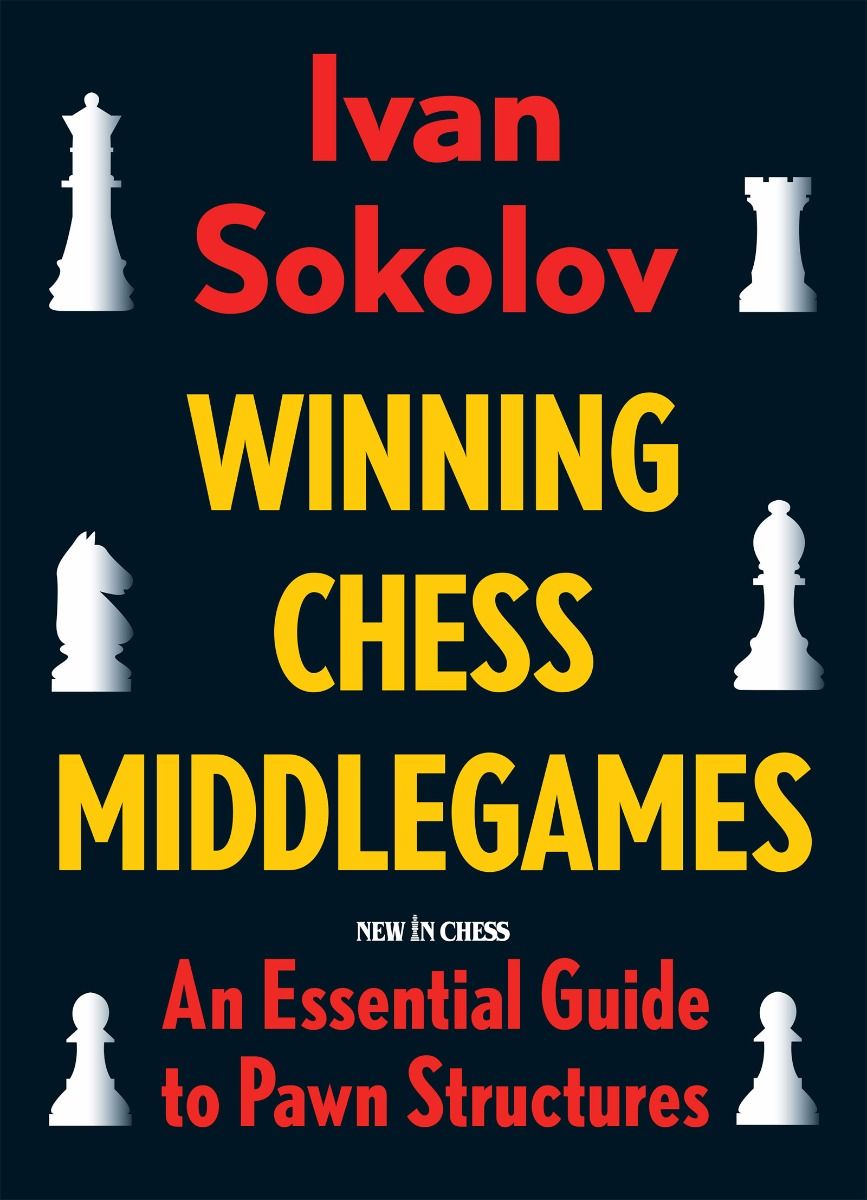 Ivan
Sokolov
WINNING
CHESS
MIDDLEGAMES
NEW IN CHESS
An Essential Guide
to Pawn Structures